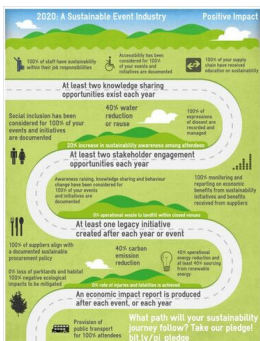 2020: A Sustainable Event Industry
Positive Impact
100% of staff have sustainability
within their job responsibilities
Accessibility has been
considered for 100% of
your events and
initiatives are documented
100% of your supply
chain have received
education on sustainability
At least two knowledge sharing
opportunities exist each year
Social inclusion has been
considered for 100% of your
events and initiatives
are documented
40% water
reduction
or reuse
100% of
expressions
of dissent are
recorded and
managed
20% increase in sustainability awareness among attendees
At least two stakeholder engagement
opportunities each year
Awareness raising, knowledge sharing and behaviour
change have been considered for
100% of your events
and initiatives
are documented
100% monitoring and
reporting on economic
benefits from sustainability
initiatives and benefits
received from suppliers
0% operational waste to landfill within closed venues
At least one legacy initiative
created after each year or event
100% of suppliers align with
a documented sustainable
procurement policy
40% carbon
emission
reduction
40% operational
energy reduction and
at least 40% sourcing
from renewable
energy
0% loss of parklands and habitat
100% negative ecological
impacts to be mitigated
0% rate of injuries and fatalities is achieved
An economic impact report is produced
after each event, or each year
Provision of
public transport
for 100% attendees
What path will your sustainability
journey follow? Take our pledge!
bit.ly/pi_pledge